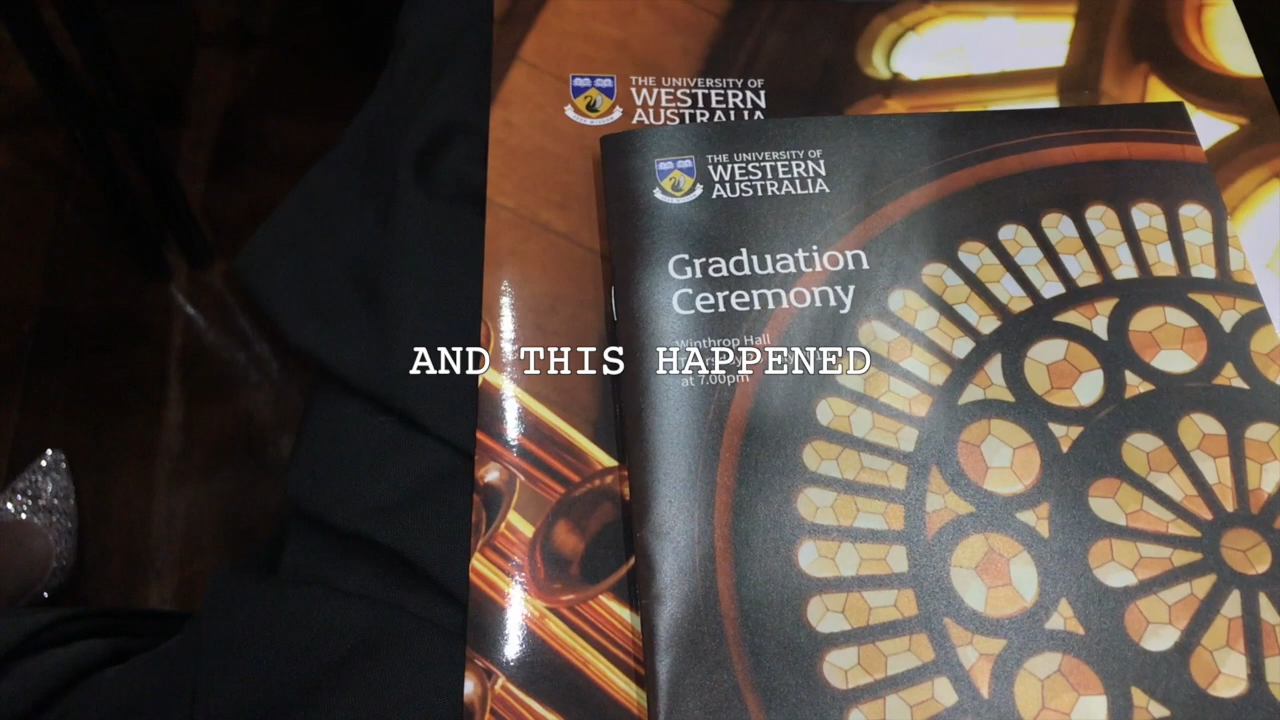 THE UNIVERSITY OF
WESTERN
AUSTRALIA
THE UNIVERSITY OF
WESTERN
AUSTRALIA
Graduation
Ceremony
Winthrop Hall
at 7.00pm
AND THIS HAPPENED